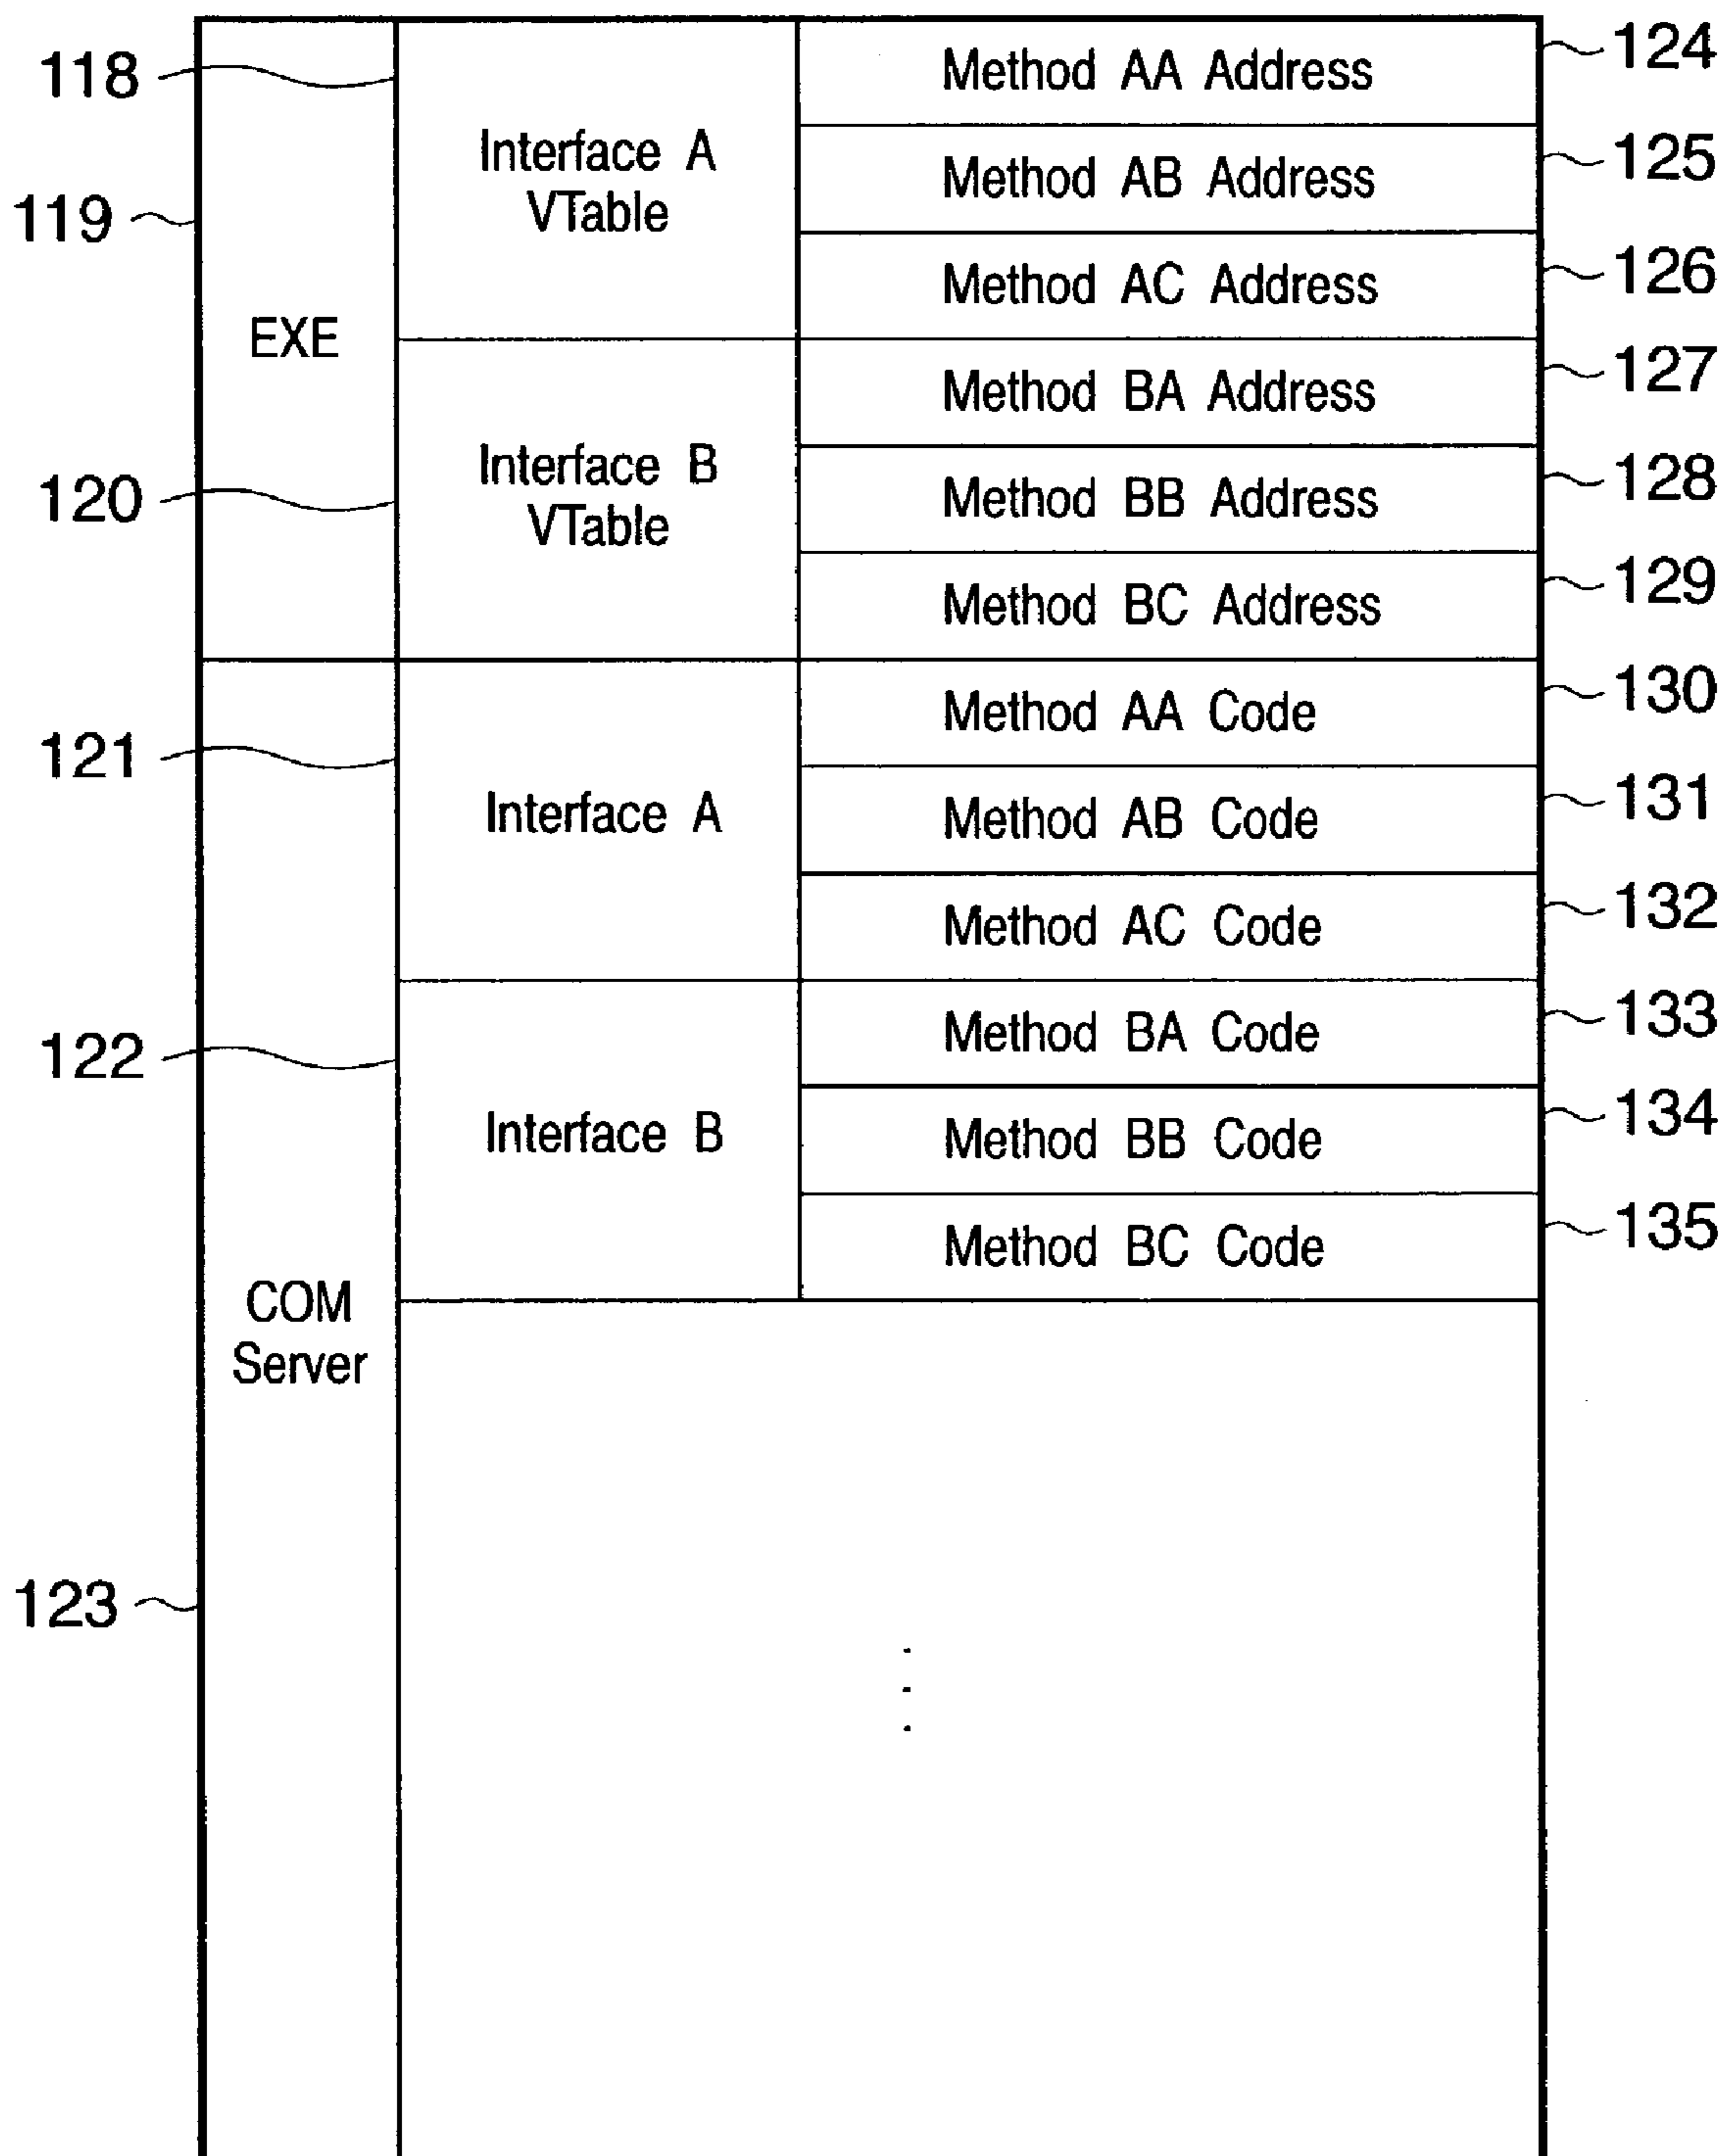 118
119
120
121
122
123
EXE
COM
Server
Interface A
VTable
Interface B
VTable
Interface A
Interface B
Method AA Address
Method AB Address
Method AC Address
Method BA Address
Method BB Address
Method BC Address
Method AA Code
Method AB Code
Method AC Code
Method BA Code
Method BB Code
Method BC Code
124
125
126
127
128
129
130
131
132
133
134
135